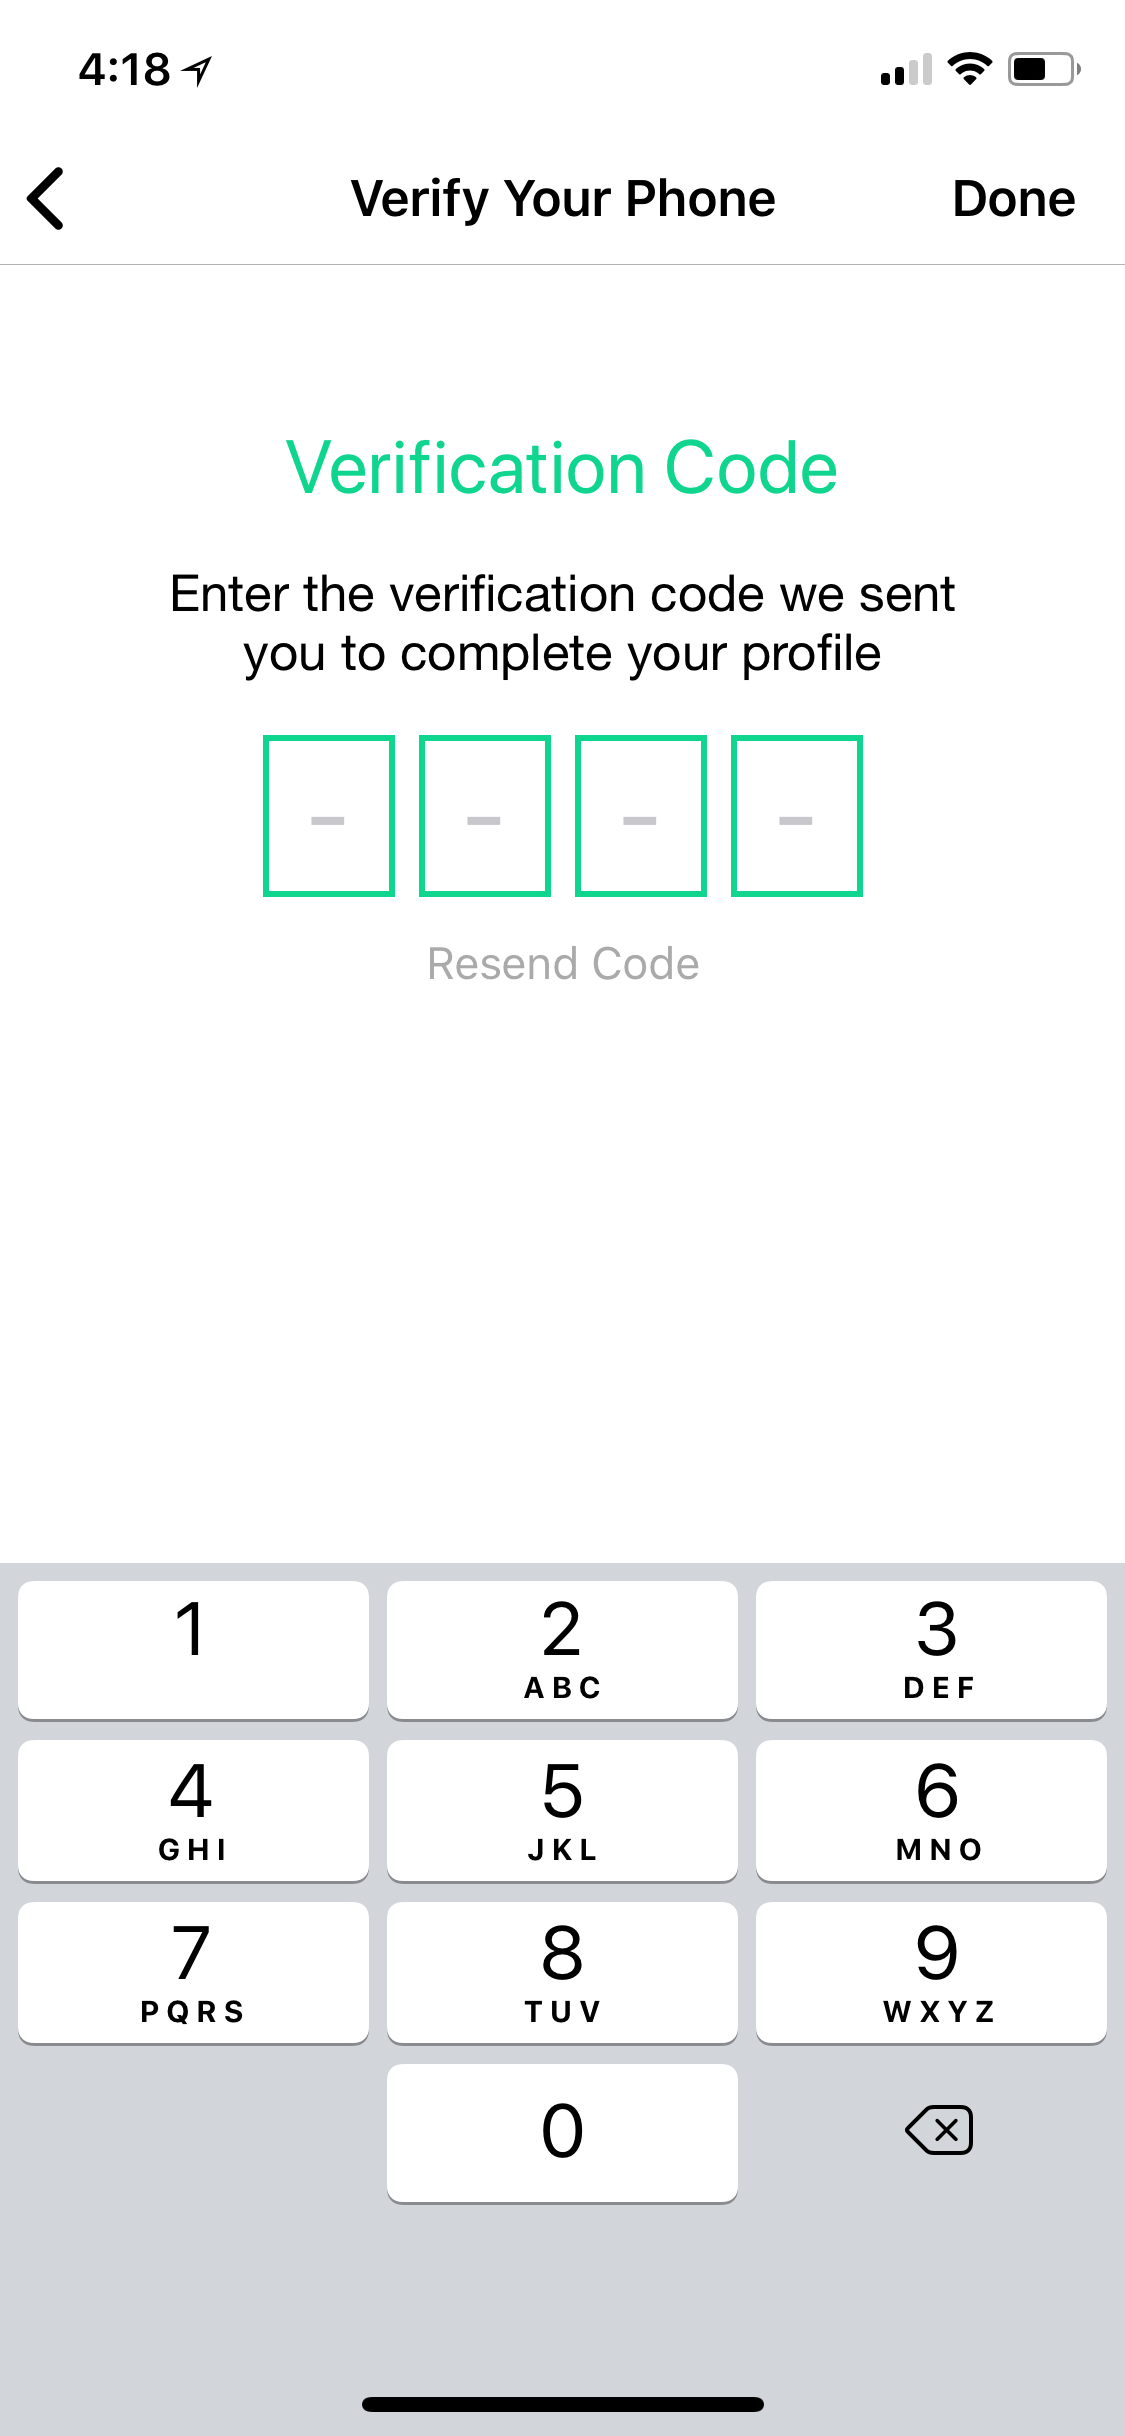 4:18
Verify Your Phone
Done
Verification Code
Enter the verification code we sent
you to complete your profile
– – – –
Resend Code
1 2 3
ABC DEF
4 5 6
GHI JKL MNO
7 8 9
PQRS TUV WXYZ
0